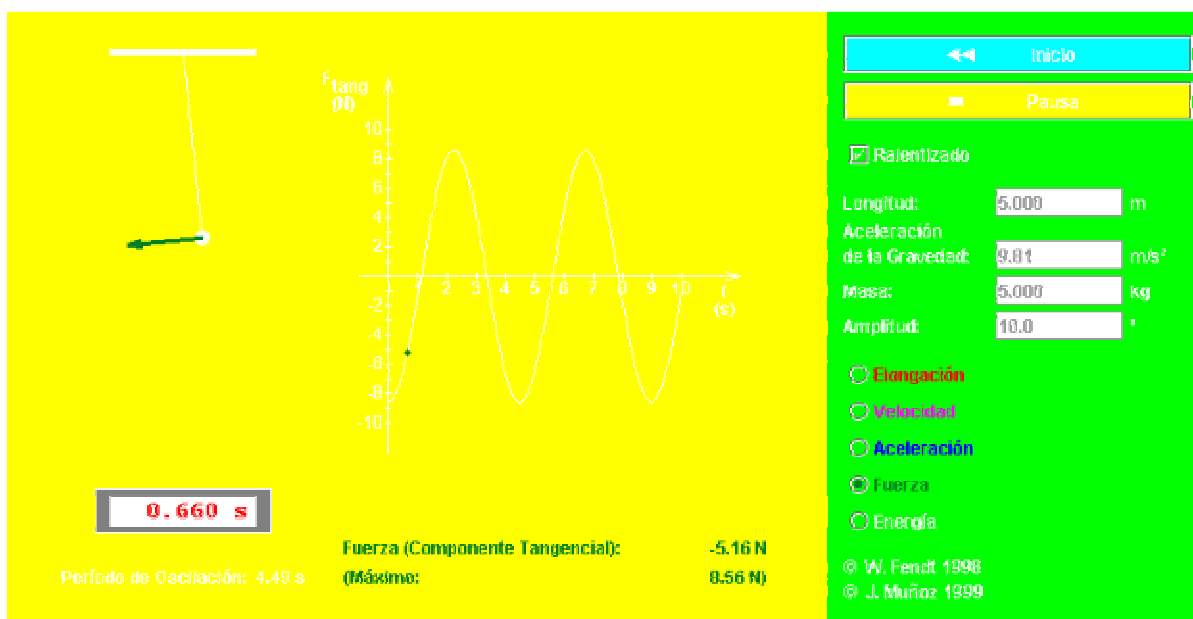 F
tang
(N)
10
8
6
4
2
-2
-4
-6
-8
-10
1 2 3 4 5 6 7 8 9 10
t
(s)
0.660 s
Período de Oscilación: 4.49 s
Fuerza (Componente Tangencial): -5.16 N
(Máximo: 8.56 N)
Inicio
Pausa
Ralentizado
Longitud: 5.000 m
Aceleración
de la Gravedad: 9.81 m/s²
Masa: 5.000 kg
Amplitud: 10.0 °
Elongación
Velocidad
Aceleración
Fuerza
Energía
© W. Fendt 1998
© J. Muñoz 1999